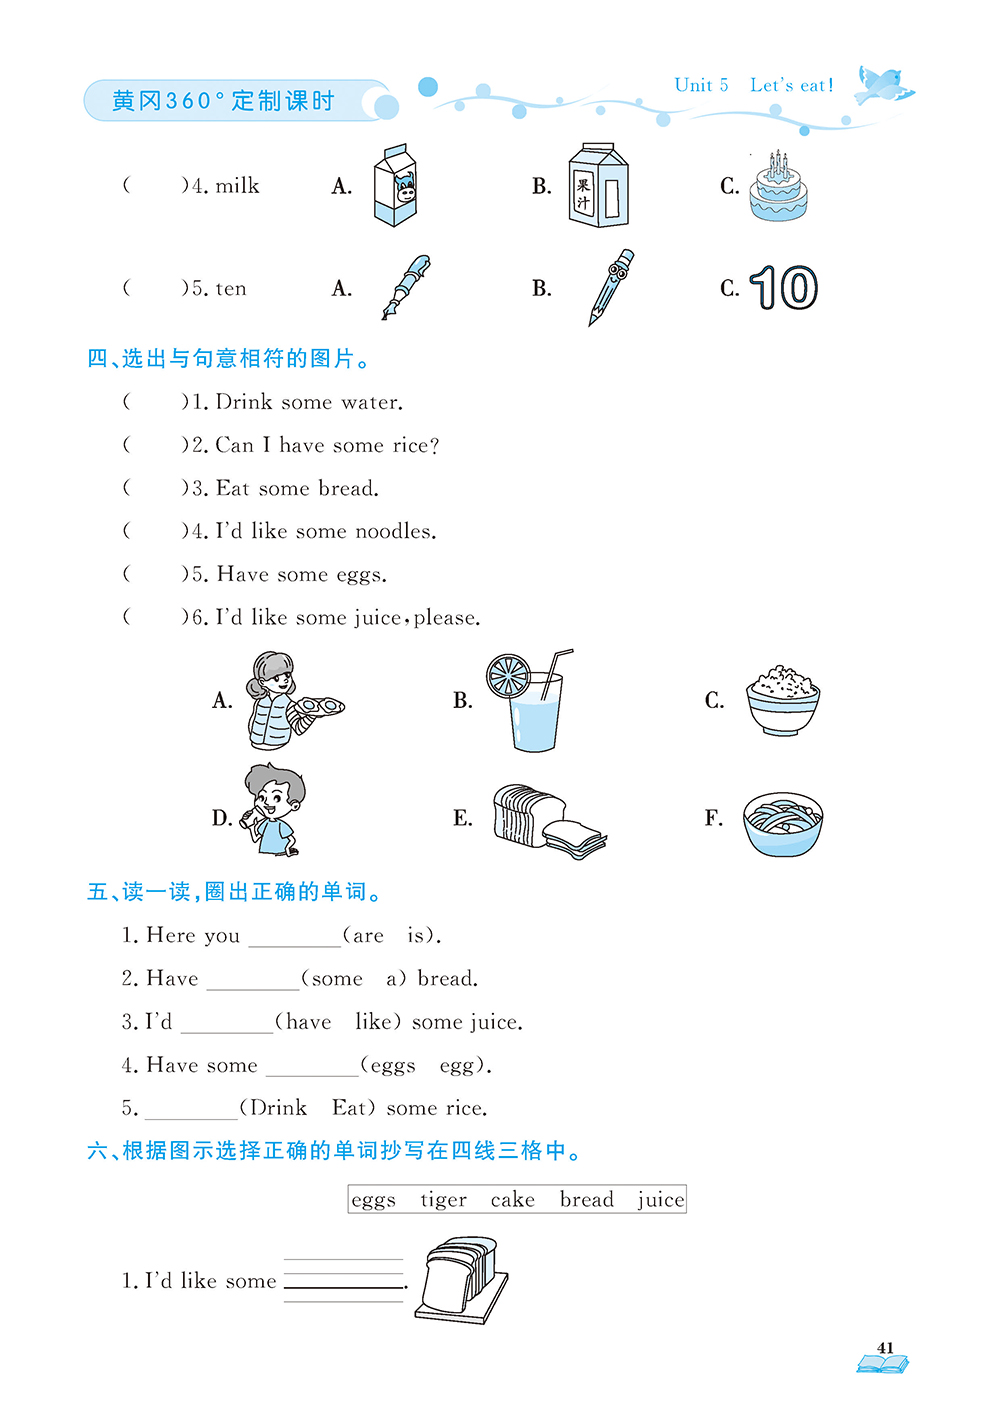 黄冈360°定制课时
Unit 5 Let's eat!
( )4. milk A. B. 果汁 C.
( )5. ten A. B. C. 10
四、选出与句意相符的图片。
( )1. Drink some water.
( )2. Can I have some rice?
( )3. Eat some bread.
( )4. I'd like some noodles.
( )5. Have some eggs.
( )6. I'd like some juice, please.
A. B. C.
D. E. F.
五、读一读,圈出正确的单词。
1. Here you ________(are is).
2. Have ________(some a) bread.
3. I'd ________(have like) some juice.
4. Have some ________(eggs egg).
5. ________(Drink Eat) some rice.
六、根据图示选择正确的单词抄写在四线三格中。
eggs tiger cake bread juice
1. I'd like some ________.
41